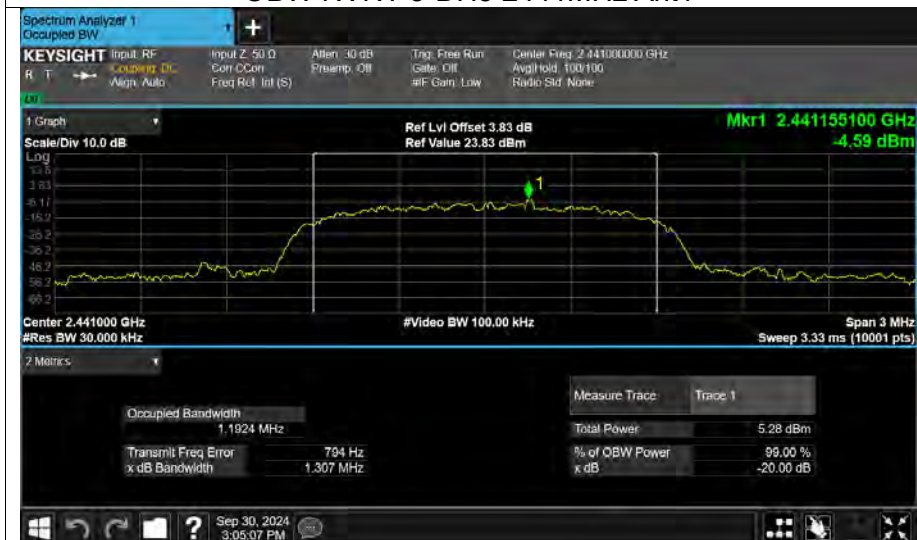 Spectrum Analyzer 1
Occupied BW
+
KEYSIGHT Input: RF
R T
Coupling: DC
Align: Auto
Input Z: 50 Ω
Corr CCorr
Freq Ref: Int (S)
Atten: 30 dB
Preamp: Off
Trig: Free Run
Gate: Off
#IF Gain: Low
Center Freq: 2.441000000 GHz
Avg|Hold: 100/100
Radio Std: None
1 Graph
Scale/Div 10.0 dB
Ref Lvl Offset 3.83 dB
Ref Value 23.83 dBm
Mkr1 2.441155100 GHz
-4.59 dBm
Log
3.83
-6.17
-16.2
-26.2
-36.2
-46.2
-56.2
-66.2
1
Center 2.441000 GHz
#Video BW 100.00 kHz
Span 3 MHz
#Res BW 30.000 kHz
Sweep 3.33 ms (10001 pts)
2 Metrics
Measure Trace Trace 1
Occupied Bandwidth
1.1924 MHz
Total Power 5.28 dBm
Transmit Freq Error 794 Hz
% of OBW Power 99.00 %
x dB Bandwidth 1.307 MHz
x dB -20.00 dB
?
Sep 30, 2024
3:05:07 PM